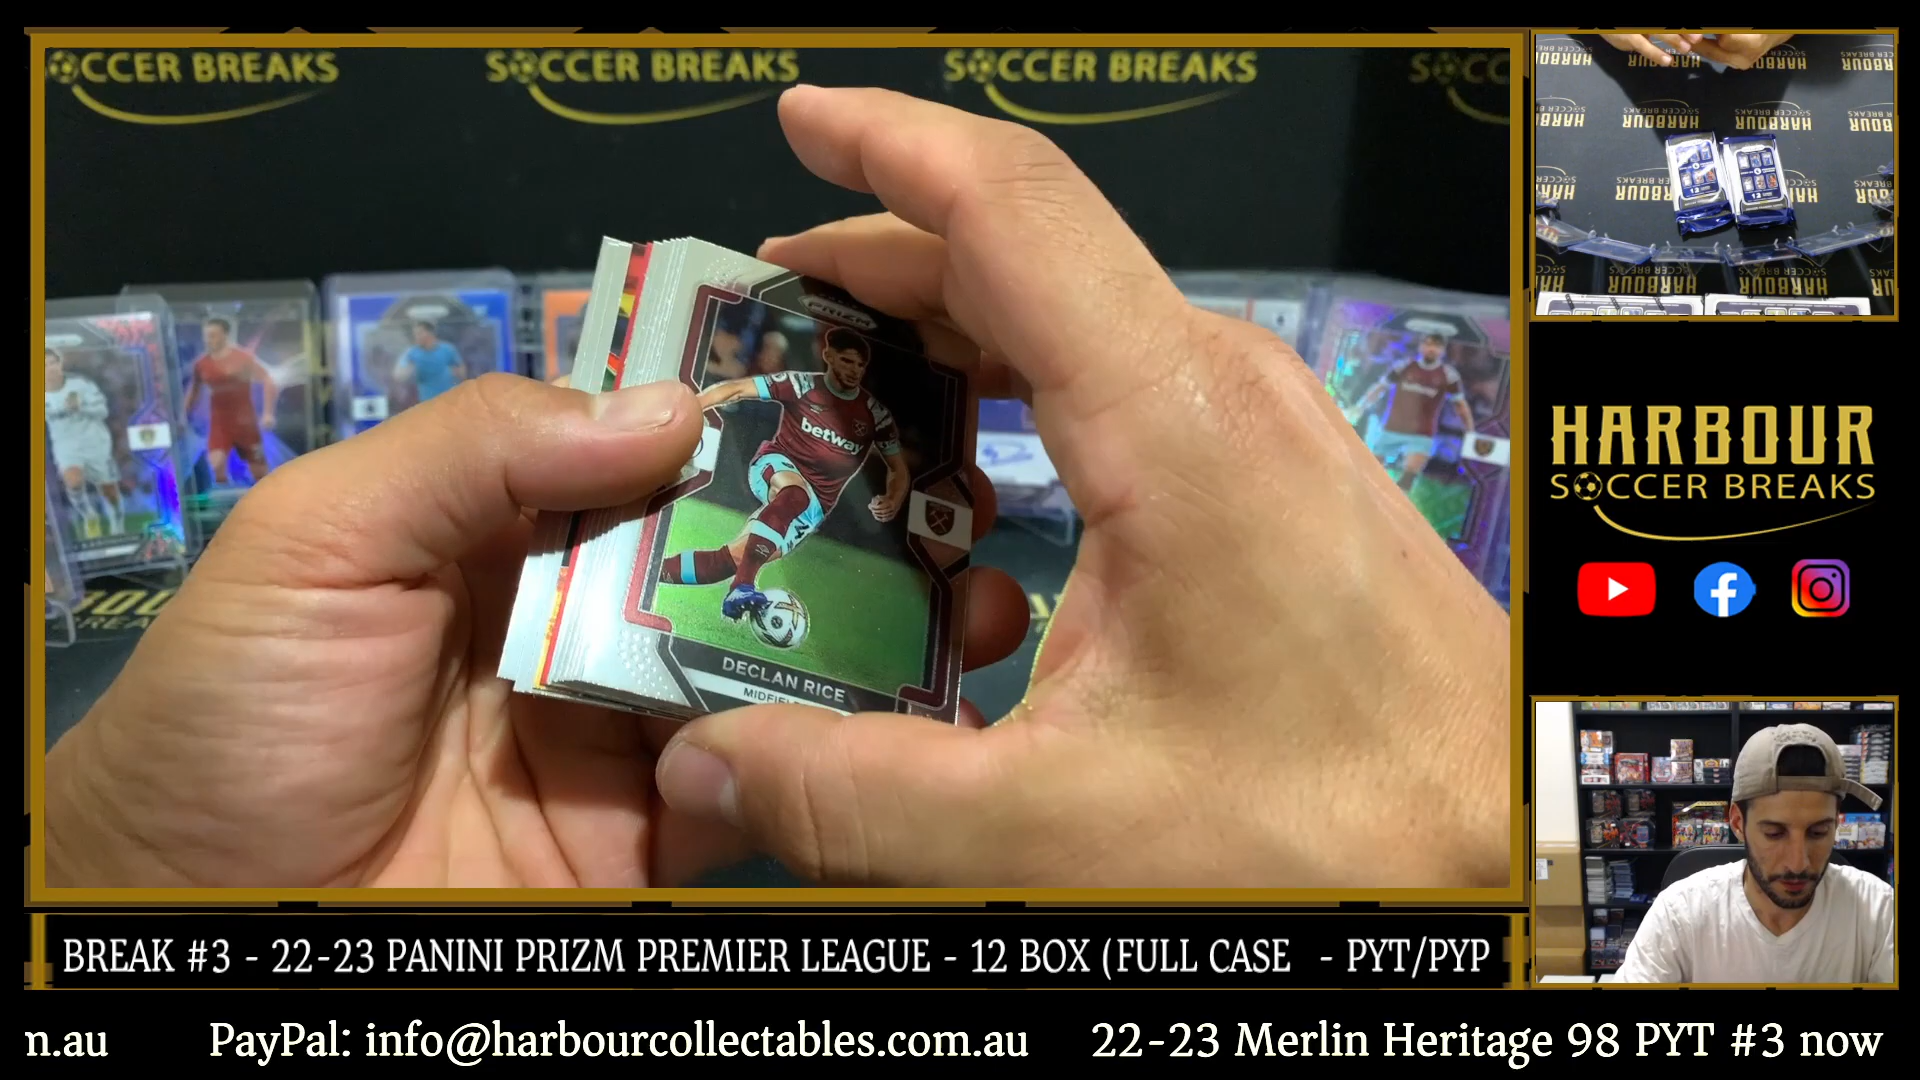 SOCCER BREAKS
SOCCER BREAKS
SOCCER BREAKS
SOCC
PRIZM
betway
DECLAN RICE
HARBOUR
SOCCER BREAKS
BREAK #3 - 22-23 PANINI PRIZM PREMIER LEAGUE - 12 BOX (FULL CASE - PYT/PYP
n.au PayPal: info@harbourcollectables.com.au 22-23 Merlin Heritage 98 PYT #3 now